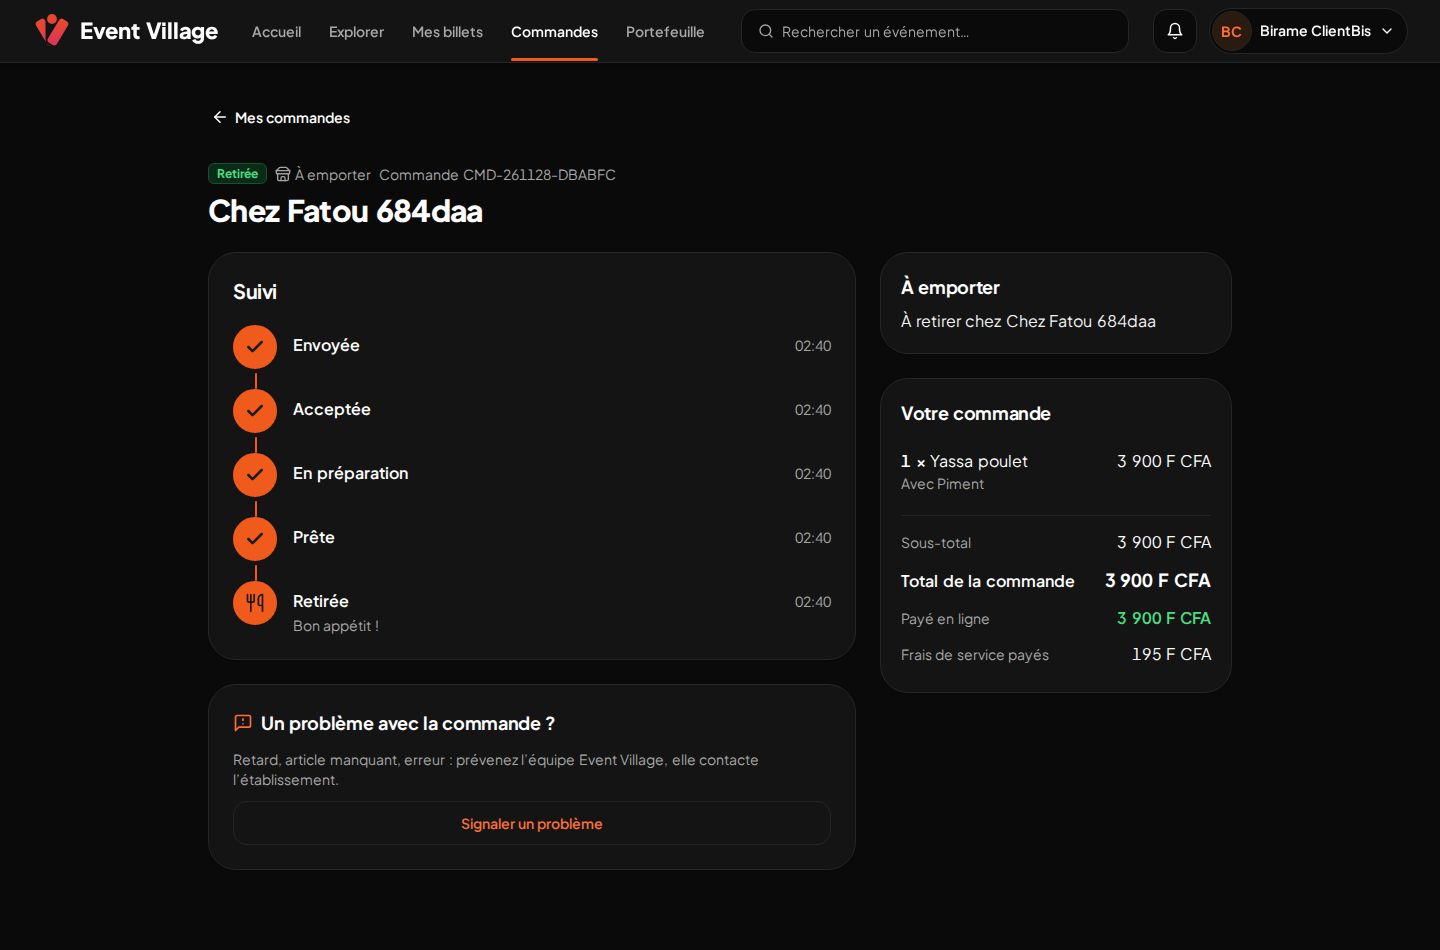 Event Village
Accueil
Explorer
Mes billets
Commandes
Portefeuille
Rechercher un événement…
BC
Birame ClientBis
Mes commandes
Retirée
À emporter
Commande CMD-261128-DBABFC
Chez Fatou 684daa
Suivi
Envoyée
02:40
Acceptée
02:40
En préparation
02:40
Prête
02:40
Retirée
02:40
Bon appétit !
Un problème avec la commande ?
Retard, article manquant, erreur : prévenez l’équipe Event Village, elle contacte
l’établissement.
Signaler un problème
À emporter
À retirer chez Chez Fatou 684daa
Votre commande
1 × Yassa poulet
3 900 F CFA
Avec Piment
Sous-total
3 900 F CFA
Total de la commande
3 900 F CFA
Payé en ligne
3 900 F CFA
Frais de service payés
195 F CFA